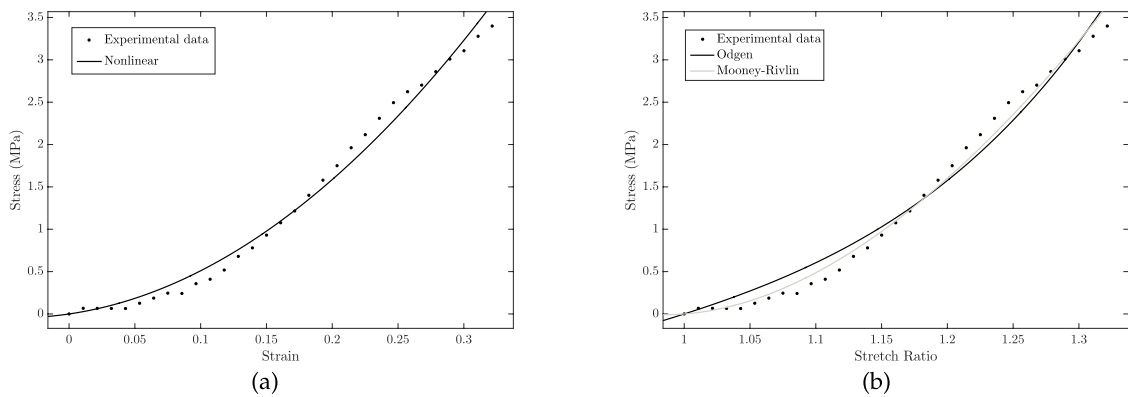 3.5
3
2.5
2
1.5
1
0.5
0
Stress (MPa)
Experimental data
Nonlinear
0 0.05 0.1 0.15 0.2 0.25 0.3
Strain
(a)
3.5
3
2.5
2
1.5
1
0.5
0
Stress (MPa)
Experimental data
Odgen
Mooney-Rivlin
1 1.05 1.1 1.15 1.2 1.25 1.3
Stretch Ratio
(b)